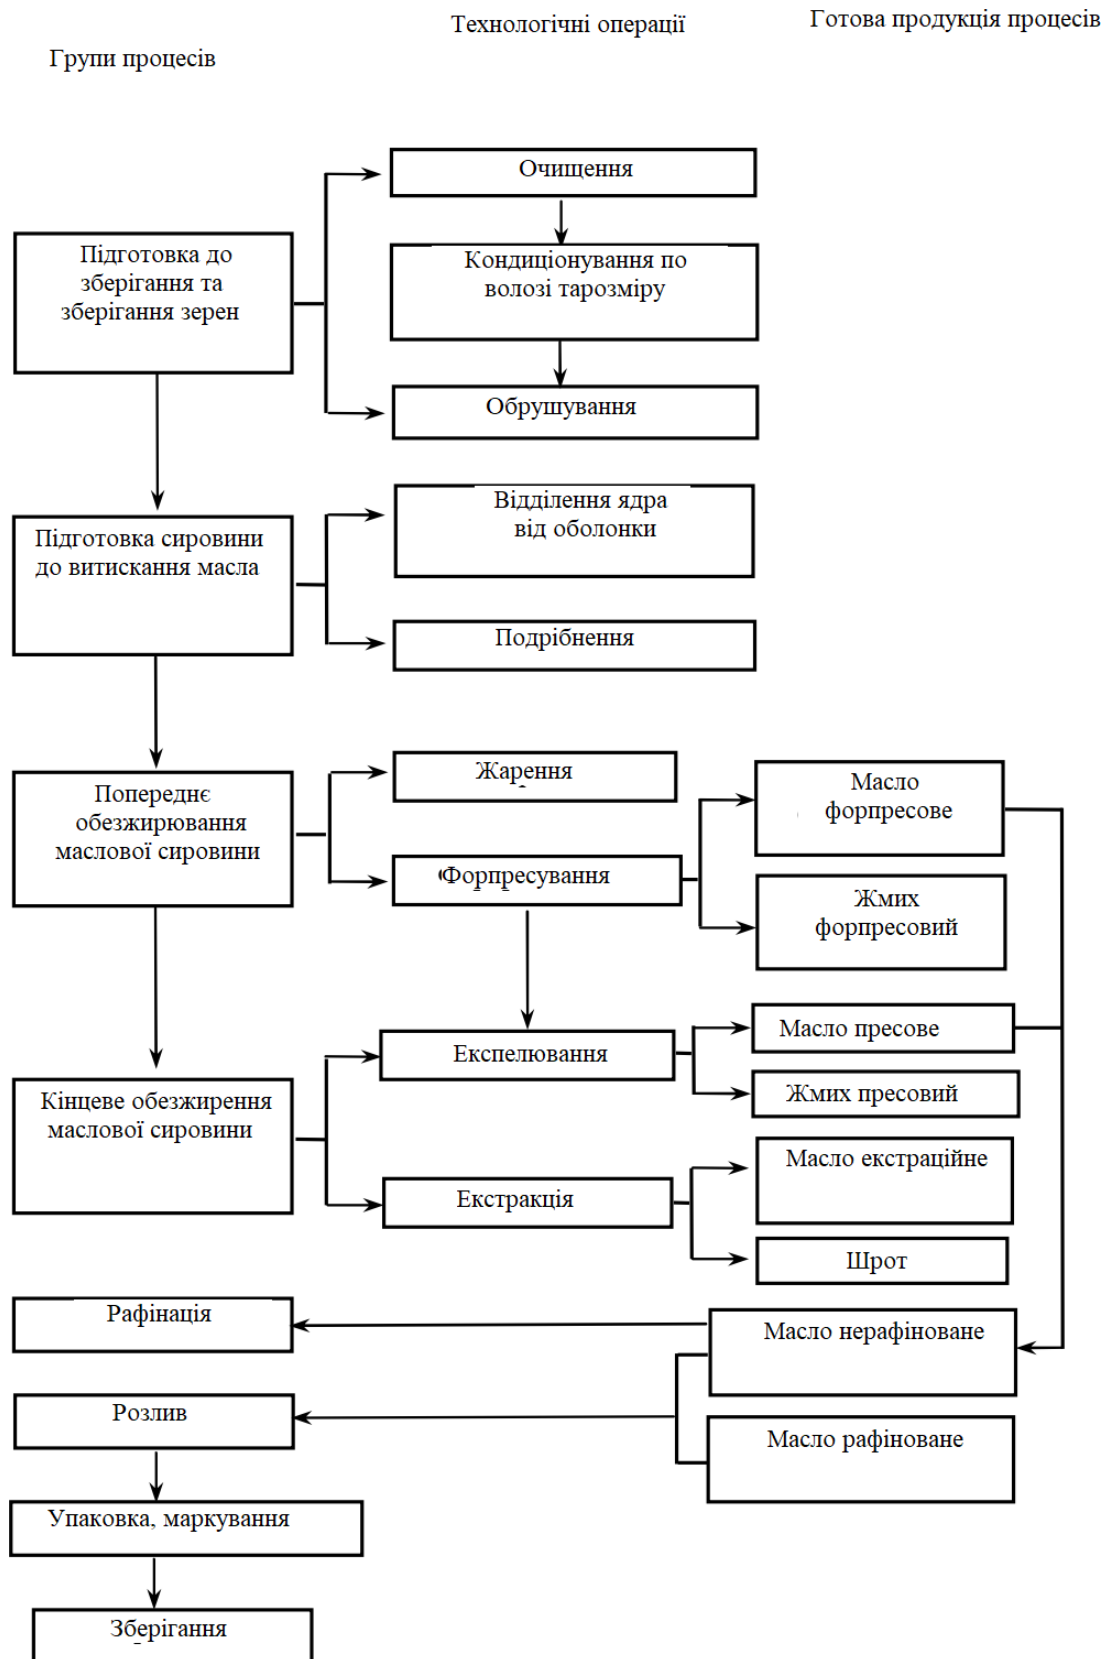 Технологічні операції
Готова продукція процесів
Групи процесів
Очищення
Підготовка до
зберігання та
зберігання зерен
Кондиціонування по
волозі тарозміру
Обрушування
Підготовка сировини
до витискання масла
Відділення ядра
від оболонки
Подрібнення
Попереднє
обезжирювання
маслової сировини
Жарення
Форпресування
Масло
форпресове
Жмих
форпресовий
Кінцеве обезжирення
маслової сировини
Експелювання
Масло пресове
Жмих пресовий
Екстракція
Масло екстраційне
Шрот
Рафінація
Масло нерафіноване
Розлив
Масло рафіноване
Упаковка, маркування
Зберігання